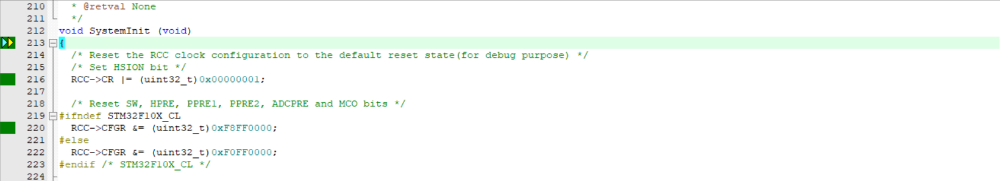 210 * @retval None
211 */
212 void SystemInit (void)
213 {
214 /* Reset the RCC clock configuration to the default reset state(for debug purpose) */
215 /* Set HSION bit */
216 RCC->CR |= (uint32_t)0x00000001;
217
218 /* Reset SW, HPRE, PPRE1, PPRE2, ADCPRE and MCO bits */
219 #ifndef STM32F10X_CL
220 RCC->CFGR &= (uint32_t)0xF8FF0000;
221 #else
222 RCC->CFGR &= (uint32_t)0xF0FF0000;
223 #endif /* STM32F10X_CL */
224